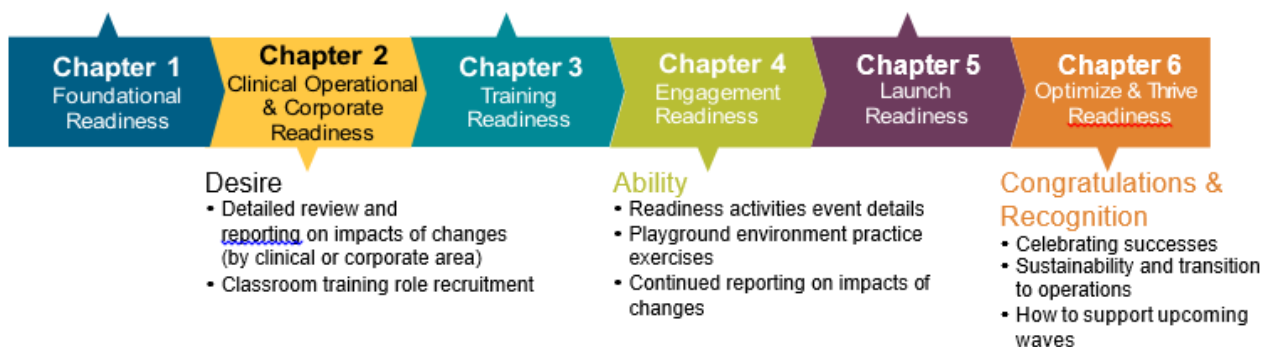 Chapter 1
Foundational
Readiness
Chapter 2
Clinical Operational
& Corporate
Readiness
Chapter 3
Training
Readiness
Chapter 4
Engagement
Readiness
Chapter 5
Launch
Readiness
Chapter 6
Optimize & Thrive
Readiness
Desire
• Detailed review and
reporting on impacts of changes
(by clinical or corporate area)
• Classroom training role recruitment
Ability
• Readiness activities event details
• Playground environment practice
exercises
• Continued reporting on impacts of
changes
Congratulations &
Recognition
• Celebrating successes
• Sustainability and transition
to operations
• How to support upcoming
waves